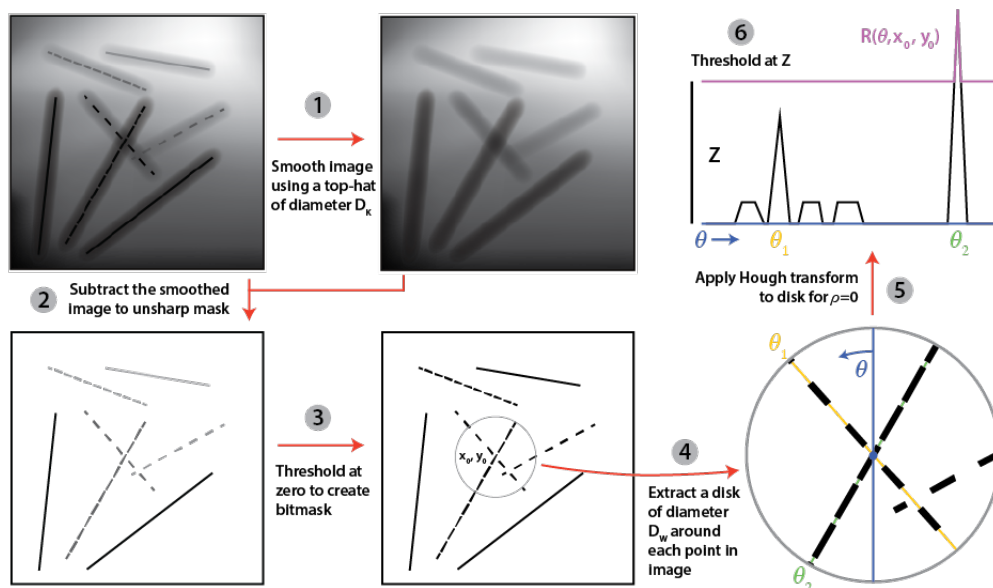 1
Smooth image
using a top-hat
of diameter Dₖ
2
Subtract the smoothed
image to unsharp mask
3
Threshold at
zero to create
bitmask
x₀, y₀
4
Extract a disk
of diameter
D_W around
each point in
image
θ₁
θ
θ₂
5
Apply Hough transform
to disk for ρ=0
6
Threshold at Z
R(θ, x₀, y₀)
Z
θ
θ₁
θ₂